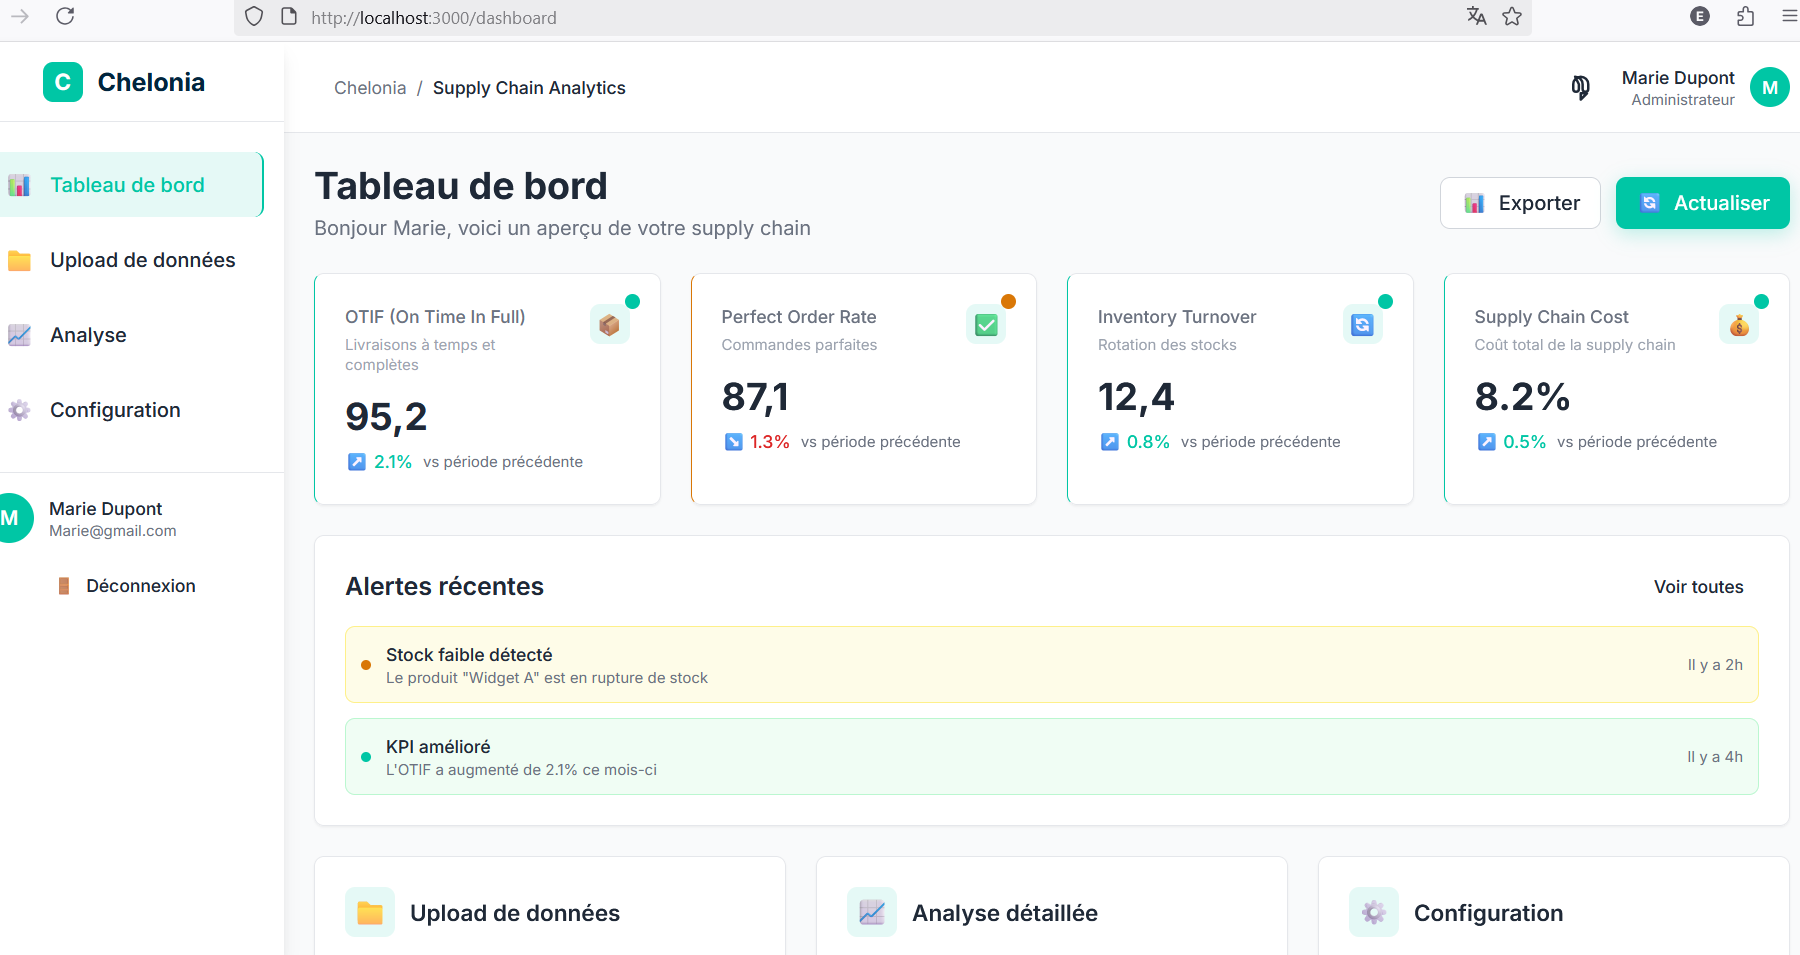 http://localhost:3000/dashboard
E
C Chelonia
Chelonia / Supply Chain Analytics
Marie Dupont
Administrateur
M
Tableau de bord
Upload de données
Analyse
Configuration
M
Marie Dupont
Marie@gmail.com
Déconnexion
Tableau de bord
Bonjour Marie, voici un aperçu de votre supply chain
Exporter
Actualiser
OTIF (On Time In Full)
Livraisons à temps et
complètes
95,2
2.1% vs période précédente
Perfect Order Rate
Commandes parfaites
87,1
1.3% vs période précédente
Inventory Turnover
Rotation des stocks
12,4
0.8% vs période précédente
Supply Chain Cost
Coût total de la supply chain
8.2%
0.5% vs période précédente
Alertes récentes
Voir toutes
Stock faible détecté
Le produit "Widget A" est en rupture de stock
Il y a 2h
KPI amélioré
L'OTIF a augmenté de 2.1% ce mois-ci
Il y a 4h
Upload de données
Analyse détaillée
Configuration